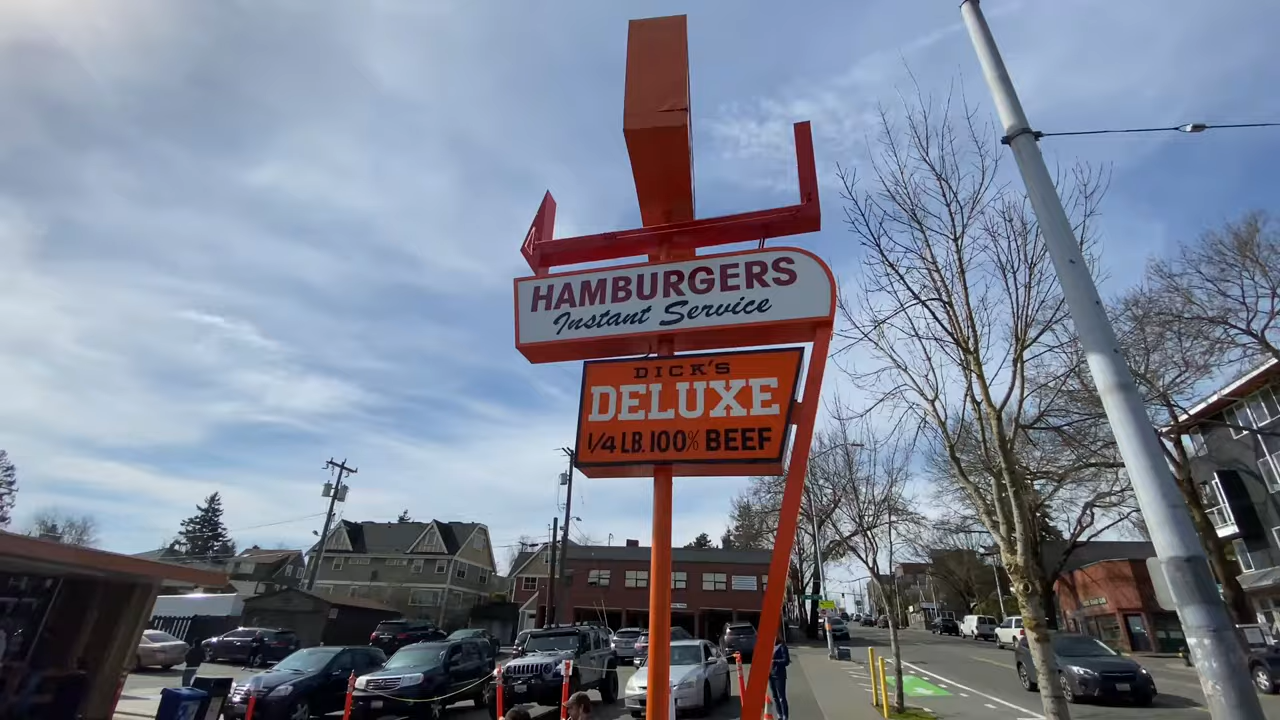 HAMBURGERS
Instant Service
DICK'S
DELUXE
1/4 LB. 100% BEEF